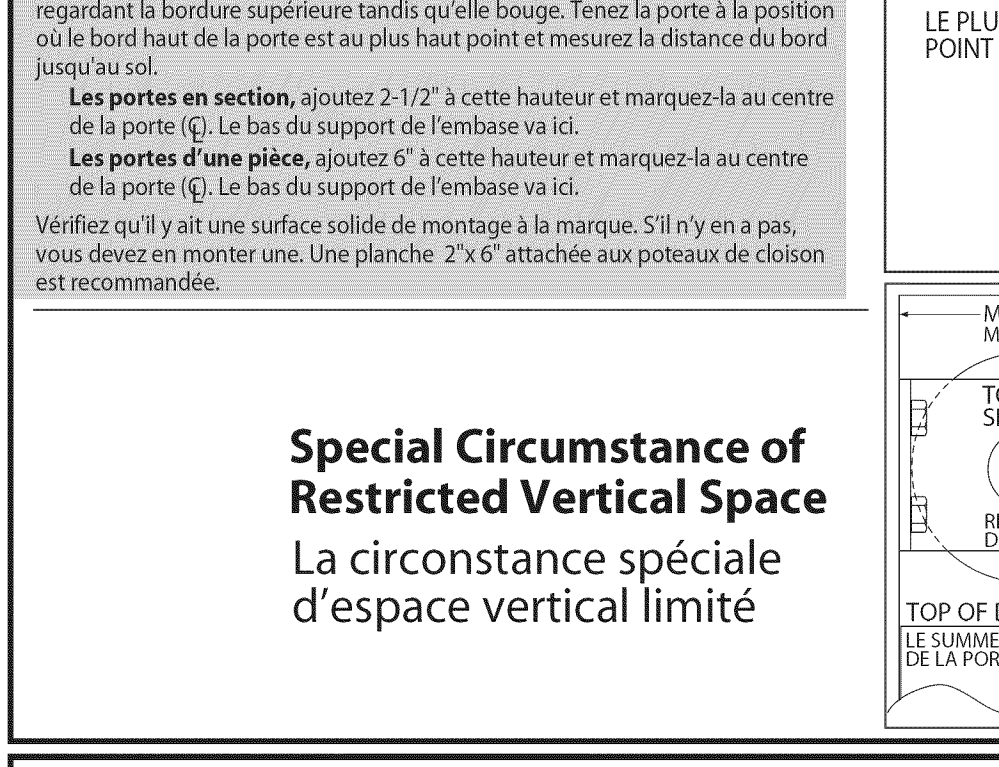 regardant la bordure supérieure tandis qu'elle bouge. Tenez la porte à la position
où le bord haut de la porte est au plus haut point et mesurez la distance du bord
jusqu'au sol.
Les portes en section, ajoutez 2-1/2" à cette hauteur et marquez-la au centre
de la porte (℄). Le bas du support de l'embase va ici.
Les portes d'une pièce, ajoutez 6" à cette hauteur et marquez-la au centre
de la porte (℄). Le bas du support de l'embase va ici.
Vérifiez qu'il y ait une surface solide de montage à la marque. S'il n'y en a pas,
vous devez en monter une. Une planche 2"x 6" attachée aux poteaux de cloison
est recommandée.
Special Circumstance of
Restricted Vertical Space
La circonstance spéciale
d'espace vertical limité
LE PLU
POINT
TOP OF
LE SUMME
DE LA POR